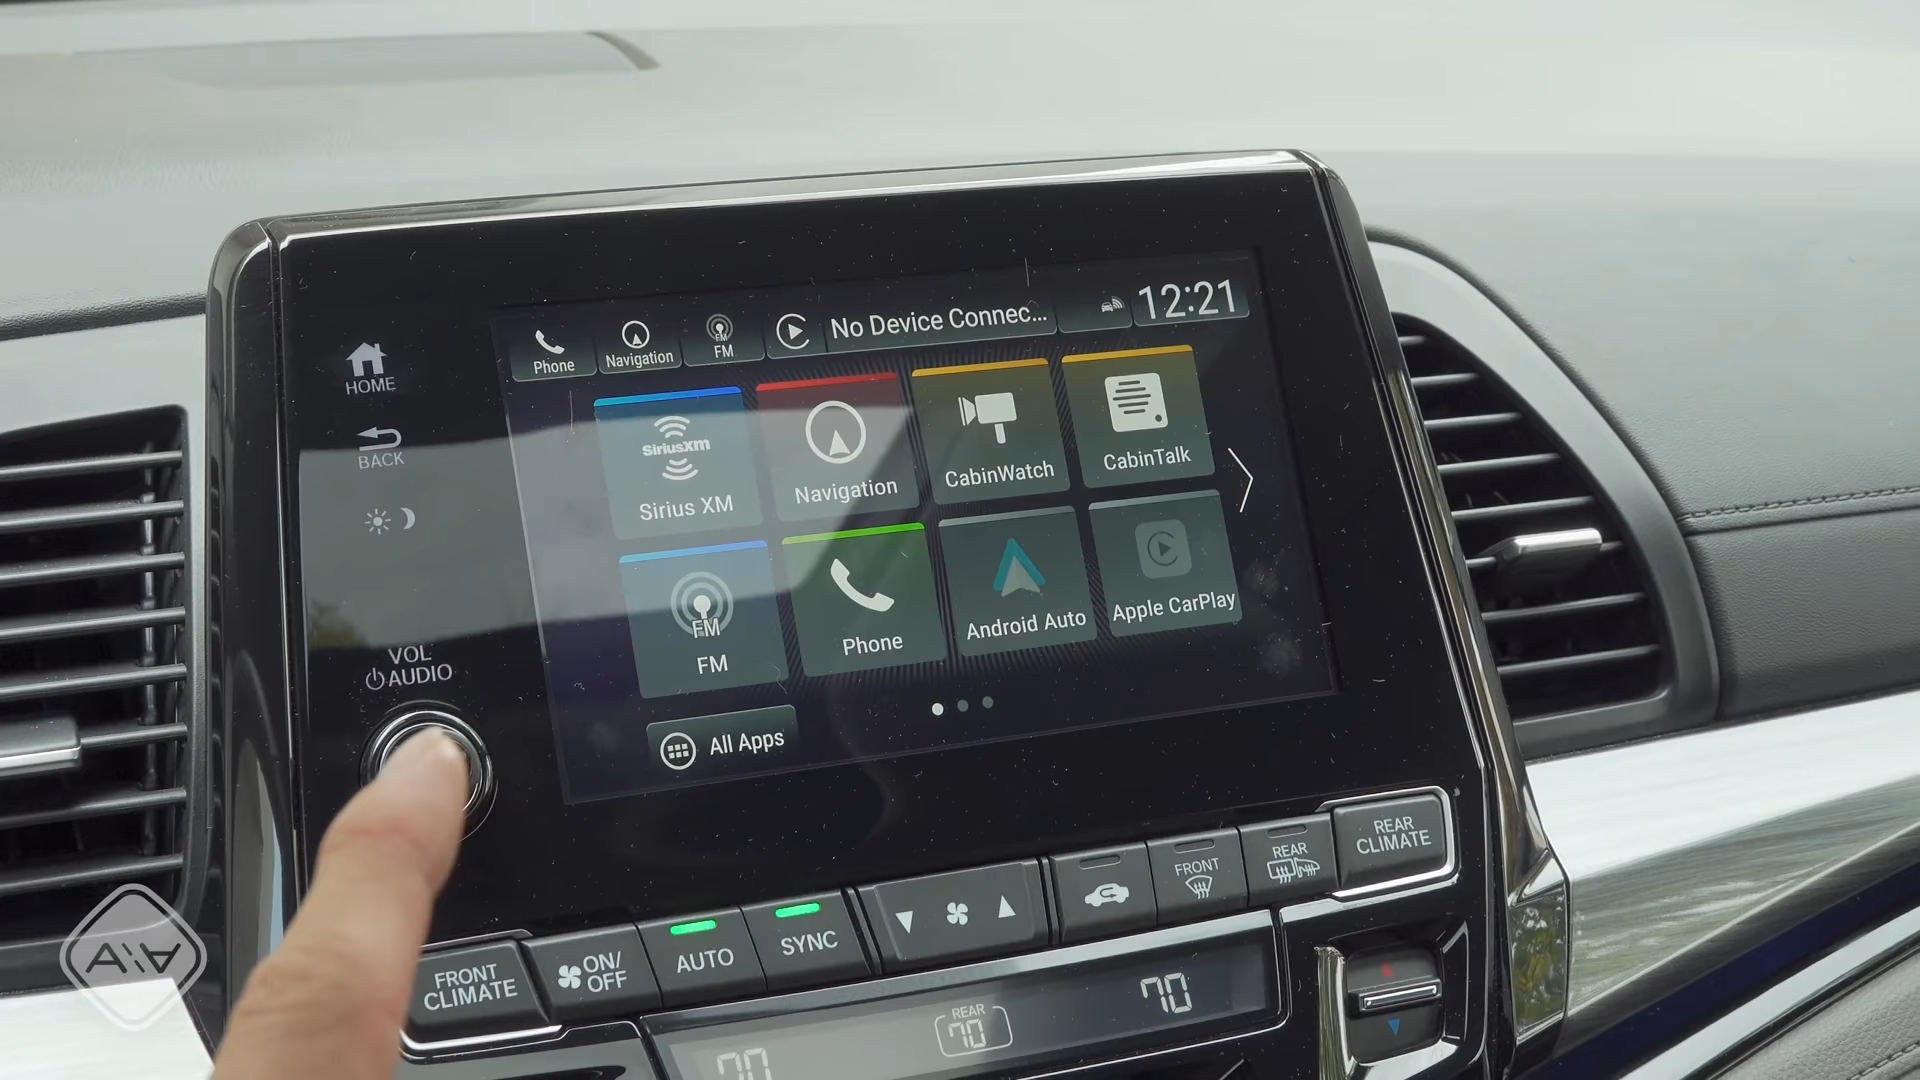 HOME
BACK
VOL
AUDIO
Phone
Navigation
FM
FM
No Device Connec...
12:21
SiriusXM
Sirius XM
Navigation
CabinWatch
CabinTalk
FM
FM
Phone
Android Auto
Apple CarPlay
All Apps
FRONT
CLIMATE
ON/
OFF
AUTO
SYNC
FRONT
REAR
REAR
CLIMATE
70
REAR
70
70